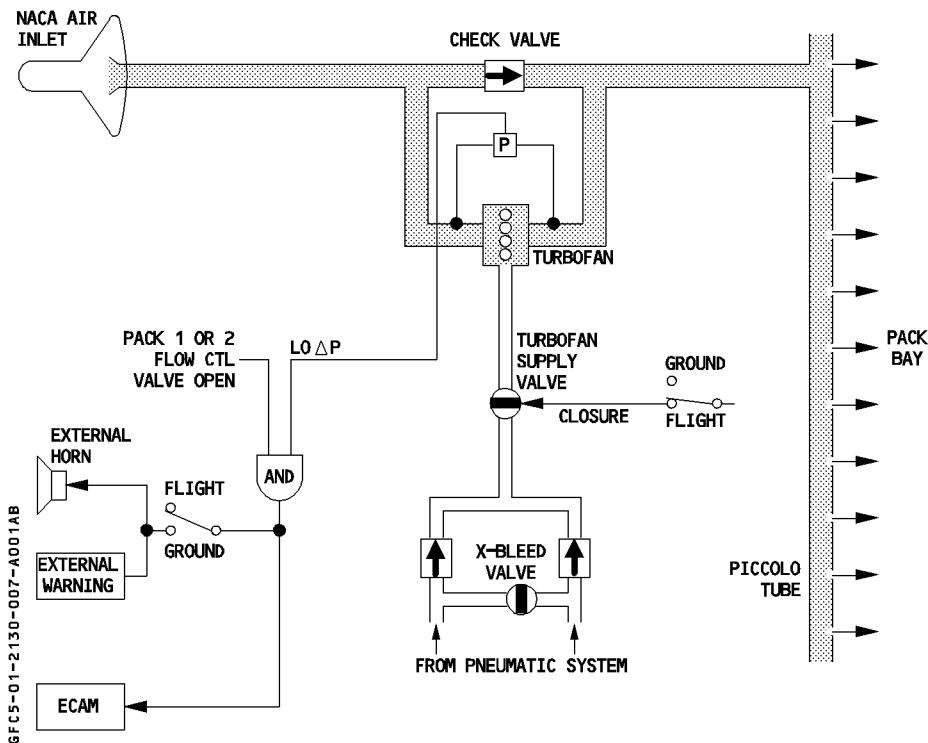 NACA AIR
INLET
CHECK VALVE
P
TURBOFAN
PACK 1 OR 2
FLOW CTL
VALVE OPEN
LO △P
TURBOFAN
SUPPLY
VALVE
GROUND
FLIGHT
CLOSURE
PACK
BAY
EXTERNAL
HORN
AND
FLIGHT
GROUND
EXTERNAL
WARNING
X-BLEED
VALVE
PICCOLO
TUBE
FROM PNEUMATIC SYSTEM
ECAM
GFC5-01-2130-007-A001AB